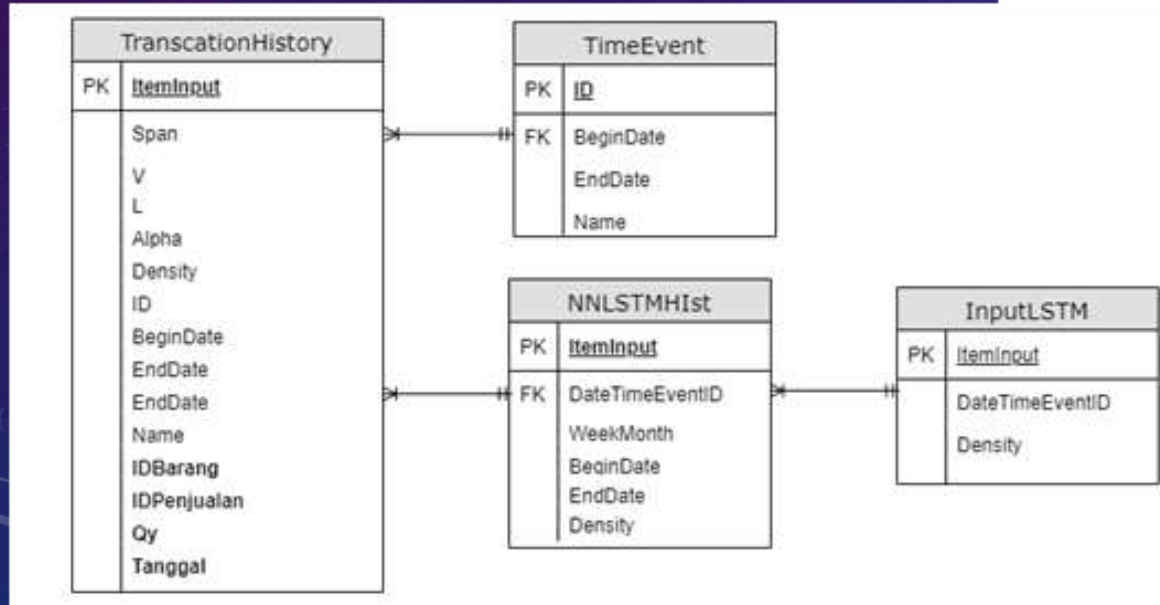 TranscationHistory
PK ItemInput
Span
V
L
Alpha
Density
ID
BeginDate
EndDate
EndDate
Name
IDBarang
IDPenjualan
Qy
Tanggal
TimeEvent
PK ID
FK BeginDate
EndDate
Name
NNLSTMHIst
PK ItemInput
FK DateTimeEventID
WeekMonth
BeginDate
EndDate
Density
InputLSTM
PK ItemInput
DateTimeEventID
Density